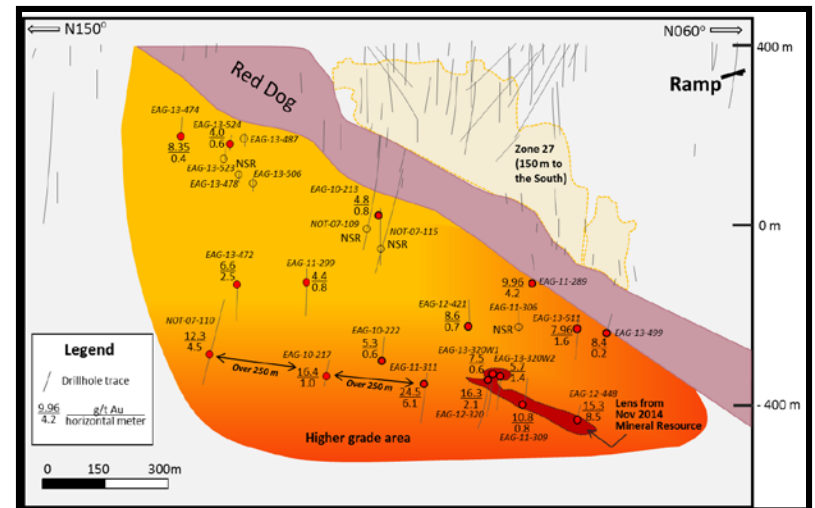 N150°
N060°
400 m
Ramp
Red Dog
EAG-13-474
8.35
0.4
EAG-13-524
4.0
0.6
EAG-13-487
NSR
EAG-13-523
EAG-13-478
EAG-13-506
Zone 27
(150 m to
the South)
EAG-10-213
4.8
0.8
NOT-07-109
NSR
NOT-07-115
NSR
0 m
EAG-13-472
6.6
2.5
EAG-11-299
4.4
0.8
9.96
4.2
EAG-11-289
EAG-12-421
8.6
0.7
EAG-11-306
NSR
EAG-13-511
7.96
1.6
EAG-13-499
8.4
0.2
NOT-07-110
12.3
4.5
Over 250 m
EAG-10-217
16.4
1.0
Over 250 m
EAG-10-222
5.3
0.6
EAG-11-311
24.5
6.1
EAG-13-320W1
7.5
0.6
EAG-13-320W2
5.7
1.4
16.3
2.1
EAG-12-320
10.8
0.8
EAG-11-309
EAG-12-448
15.3
8.5
Lens from
Nov 2014
Mineral Resource
- 400 m
Higher grade area
Legend
Drillhole trace
9.96 g/t Au
4.2 horizontal meter
0 150 300m